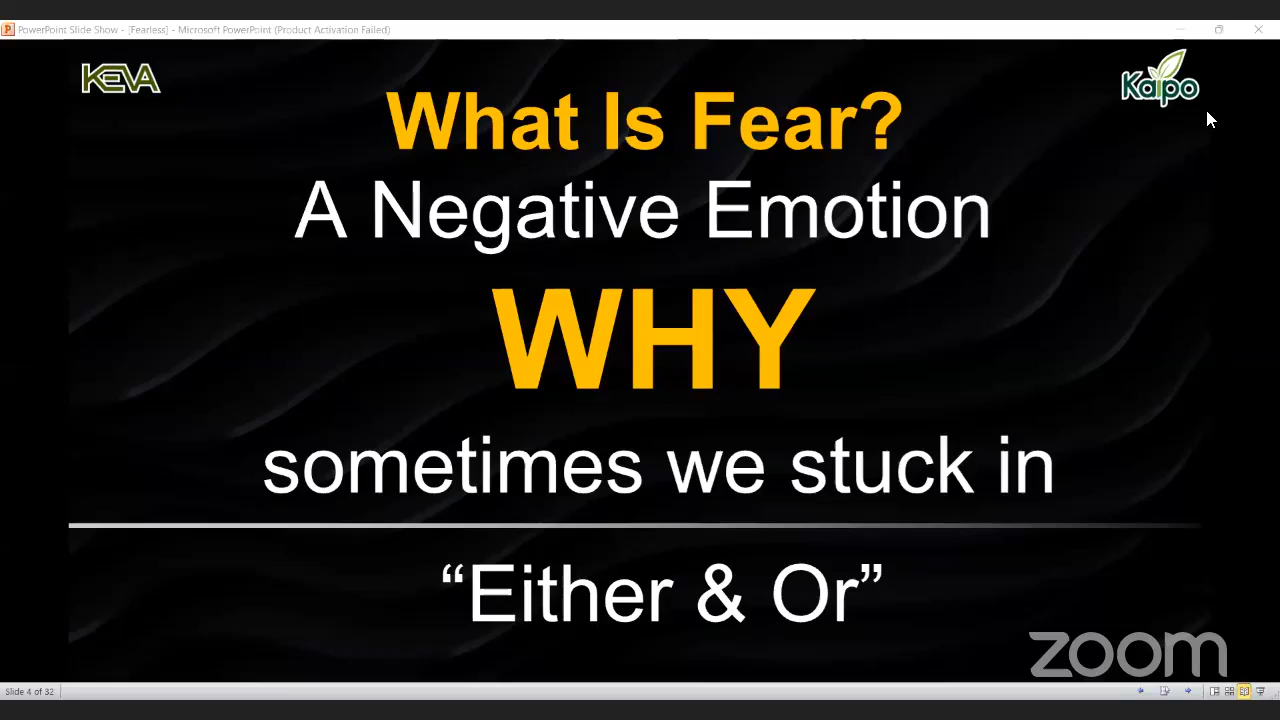 PowerPoint Slide Show - [Fearless] - Microsoft PowerPoint (Product Activation Failed)
KEVA
Kaipo
What Is Fear?
A Negative Emotion
WHY
sometimes we stuck in
“Either & Or”
zoom
Slide 4 of 32